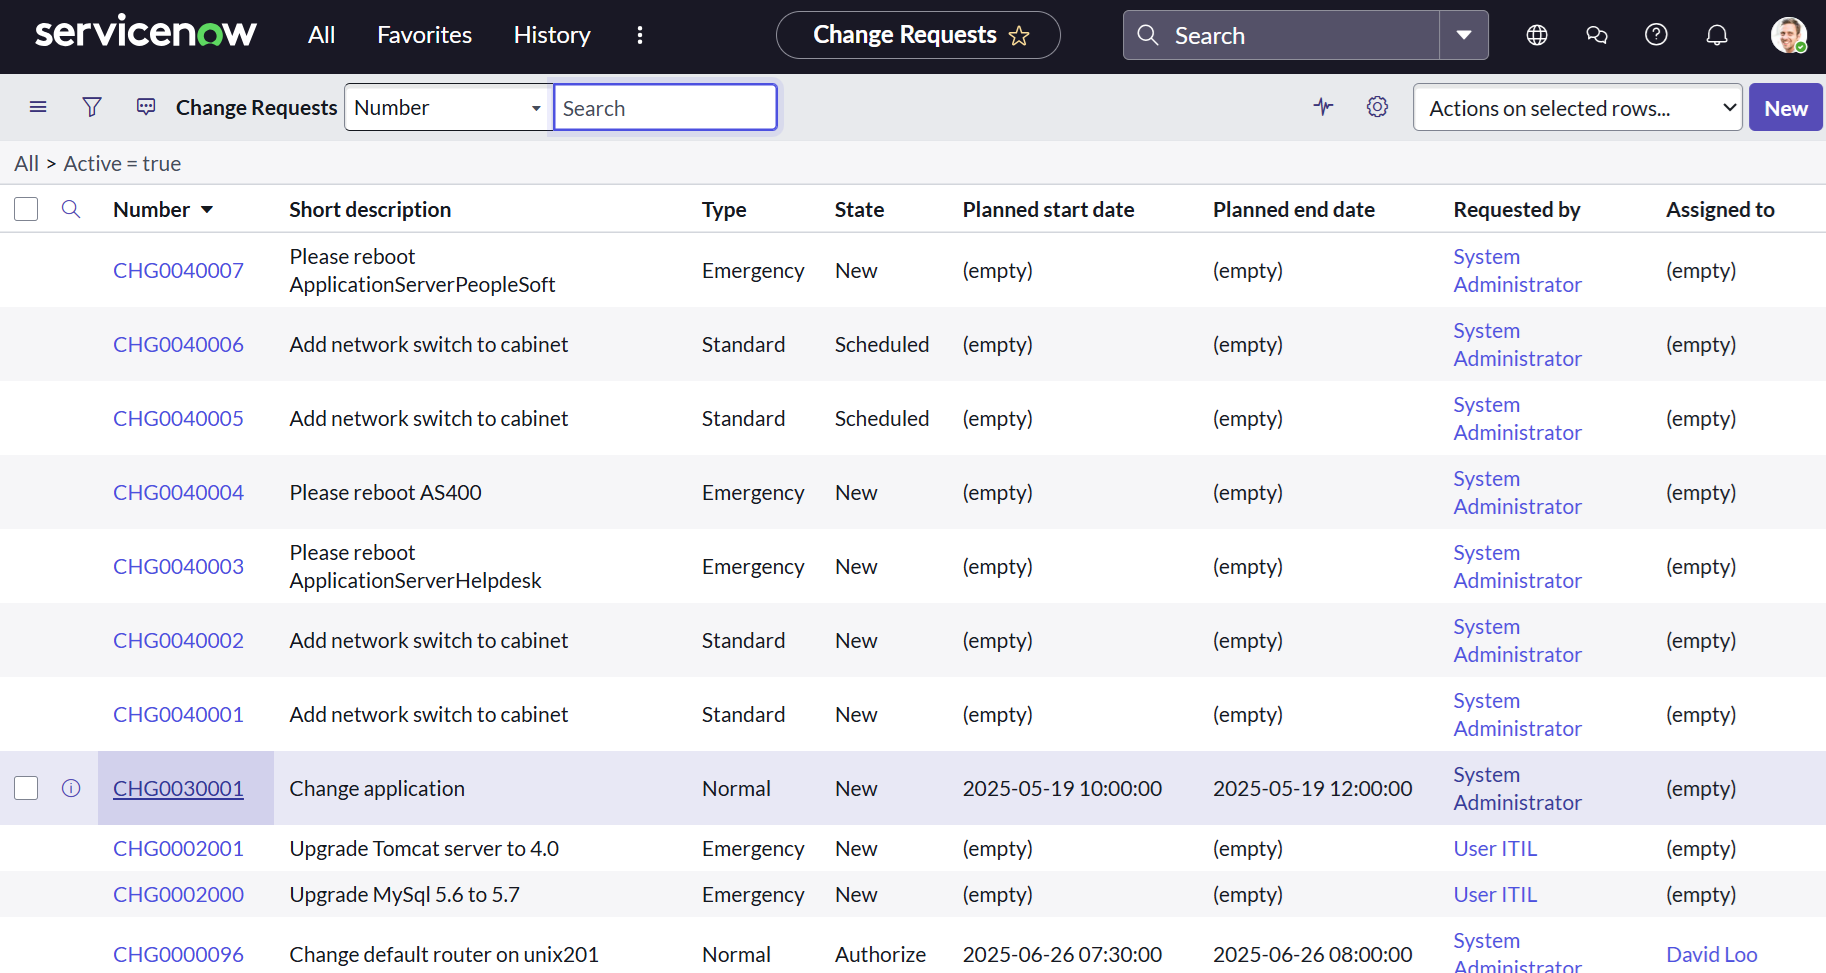 servicenow All Favorites History Change Requests Search
Change Requests Number Search Actions on selected rows... New
All > Active = true
Number Short description Type State Planned start date Planned end date Requested by Assigned to
CHG0040007 Please reboot ApplicationServerPeopleSoft Emergency New (empty) (empty) System Administrator (empty)
CHG0040006 Add network switch to cabinet Standard Scheduled (empty) (empty) System Administrator (empty)
CHG0040005 Add network switch to cabinet Standard Scheduled (empty) (empty) System Administrator (empty)
CHG0040004 Please reboot AS400 Emergency New (empty) (empty) System Administrator (empty)
CHG0040003 Please reboot ApplicationServerHelpdesk Emergency New (empty) (empty) System Administrator (empty)
CHG0040002 Add network switch to cabinet Standard New (empty) (empty) System Administrator (empty)
CHG0040001 Add network switch to cabinet Standard New (empty) (empty) System Administrator (empty)
CHG0030001 Change application Normal New 2025-05-19 10:00:00 2025-05-19 12:00:00 System Administrator (empty)
CHG0002001 Upgrade Tomcat server to 4.0 Emergency New (empty) (empty) User ITIL (empty)
CHG0002000 Upgrade MySql 5.6 to 5.7 Emergency New (empty) (empty) User ITIL (empty)
CHG0000096 Change default router on unix201 Normal Authorize 2025-06-26 07:30:00 2025-06-26 08:00:00 System Administrator David Loo